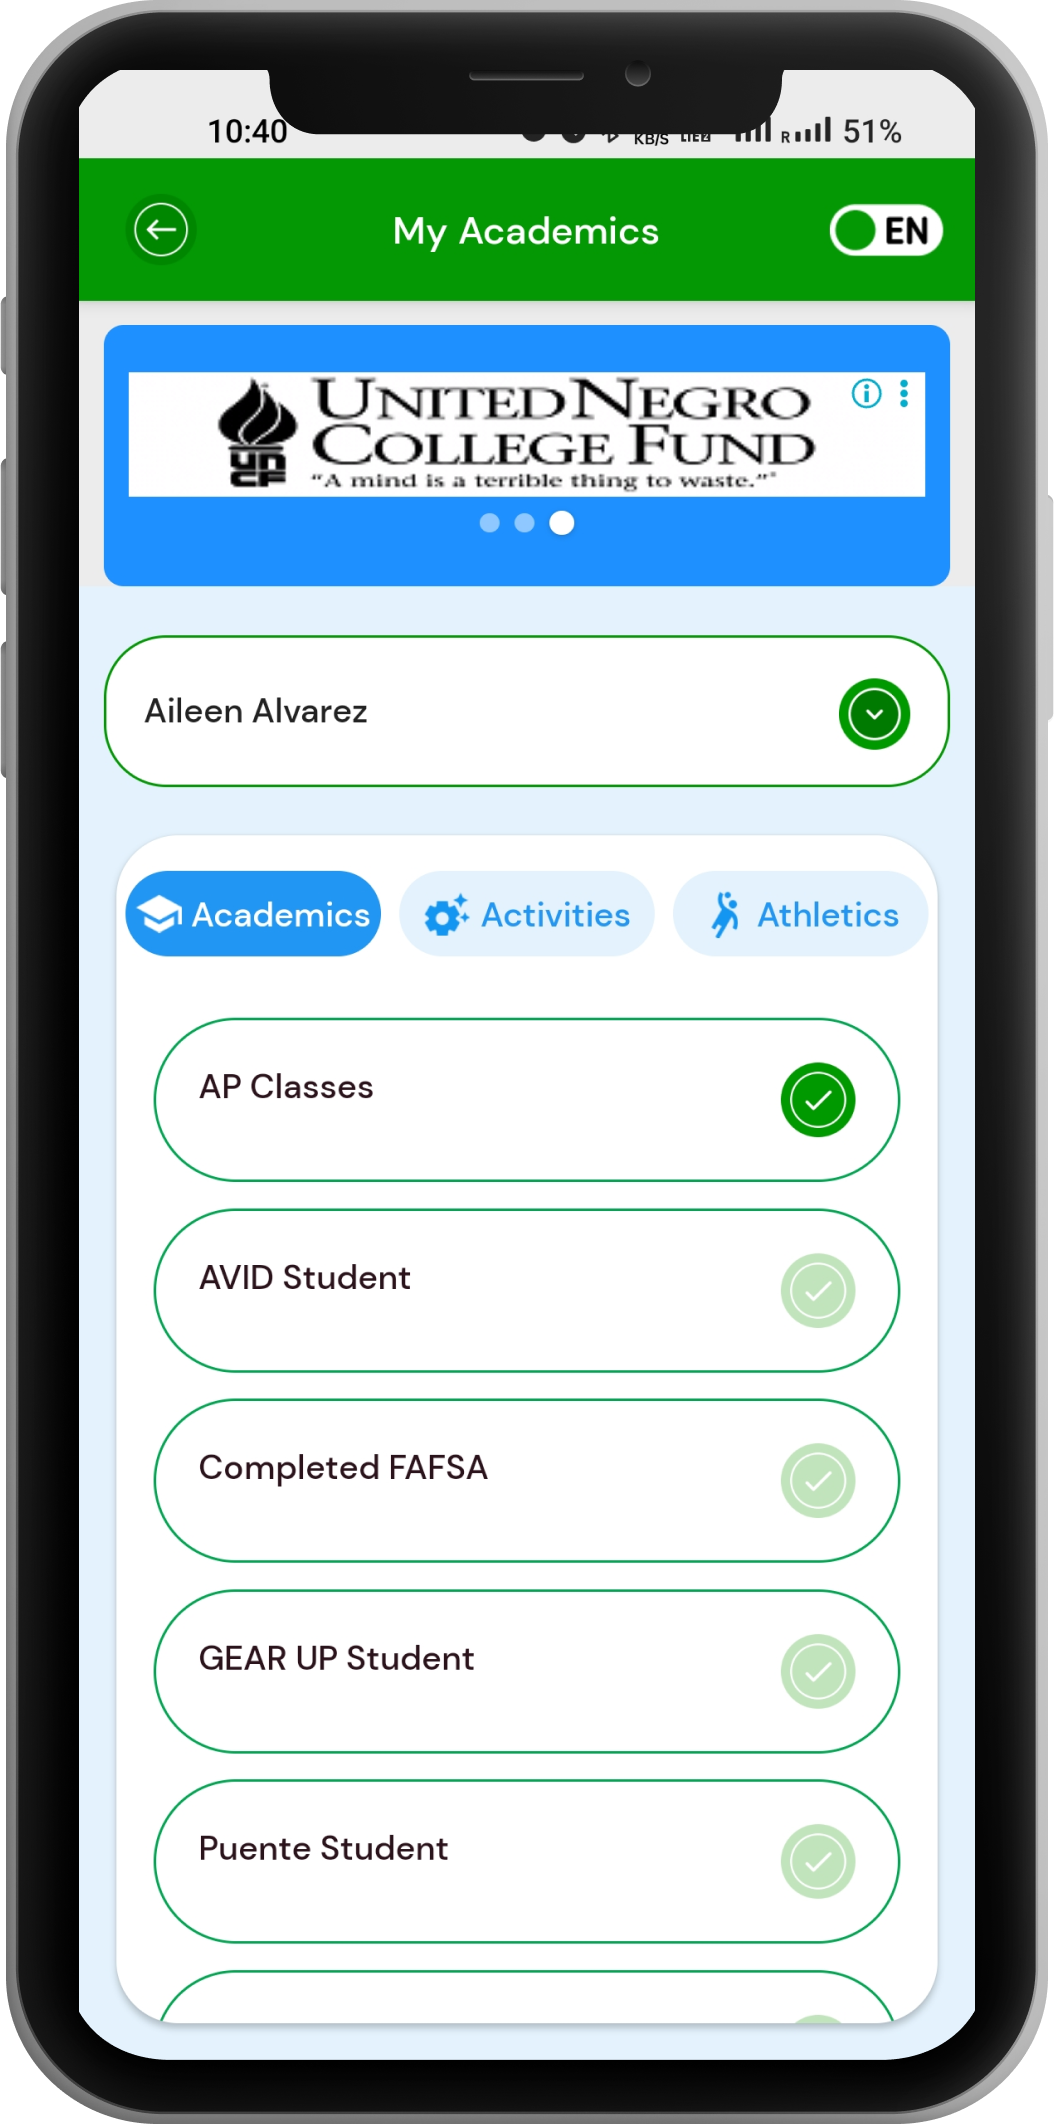 10:40
KB/S
R
51%
My Academics
EN
UNITED NEGRO
COLLEGE FUND
"A mind is a terrible thing to waste."®
UNCF
Aileen Alvarez
Academics
Activities
Athletics
AP Classes
AVID Student
Completed FAFSA
GEAR UP Student
Puente Student